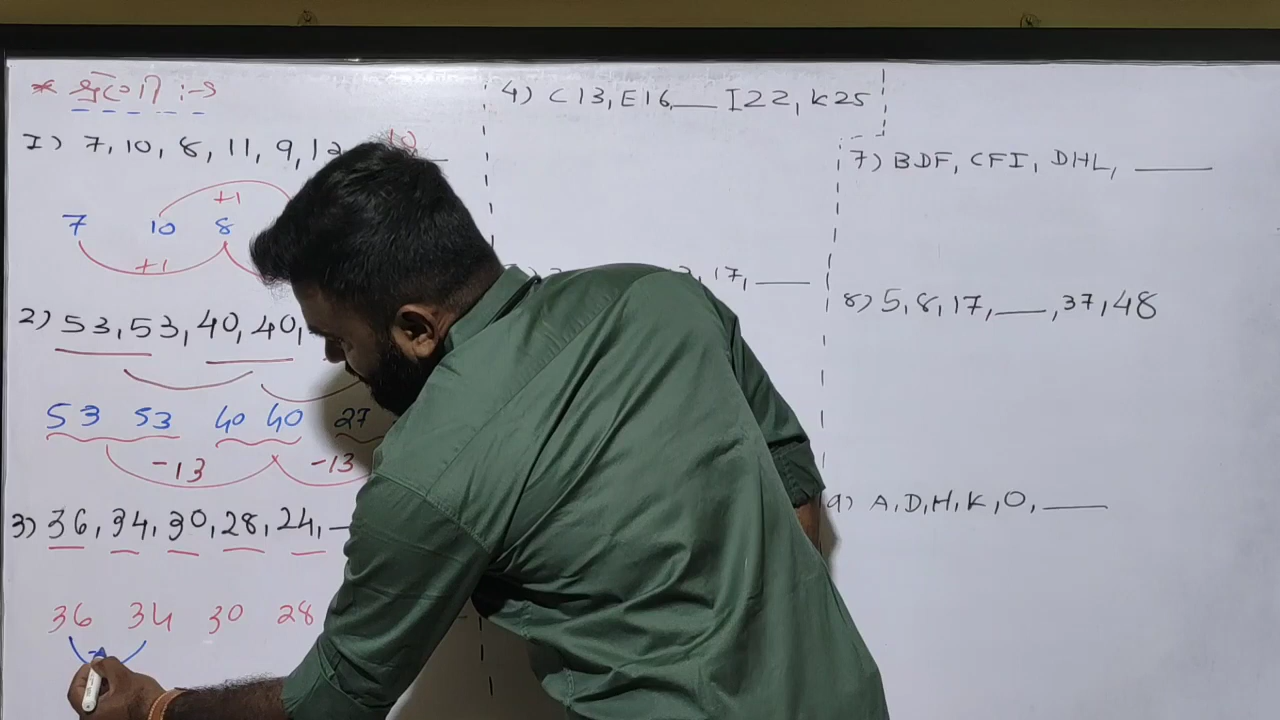 * શ્રેણી :→
1) 7, 10, 8, 11, 9, 12, 10
+1
7 10 8
+1
2) 53, 53, 40, 40,
53 53 40 40 27
-13 -13
3) 36, 34, 30, 28, 24, __
36 34 30 28
4) C13, E16, ___ I22, K25
, 17, ____
7) BDF, CFI, DHL, ____
8) 5, 8, 17, ___, 37, 48
9) A, D, H, K, O, ____